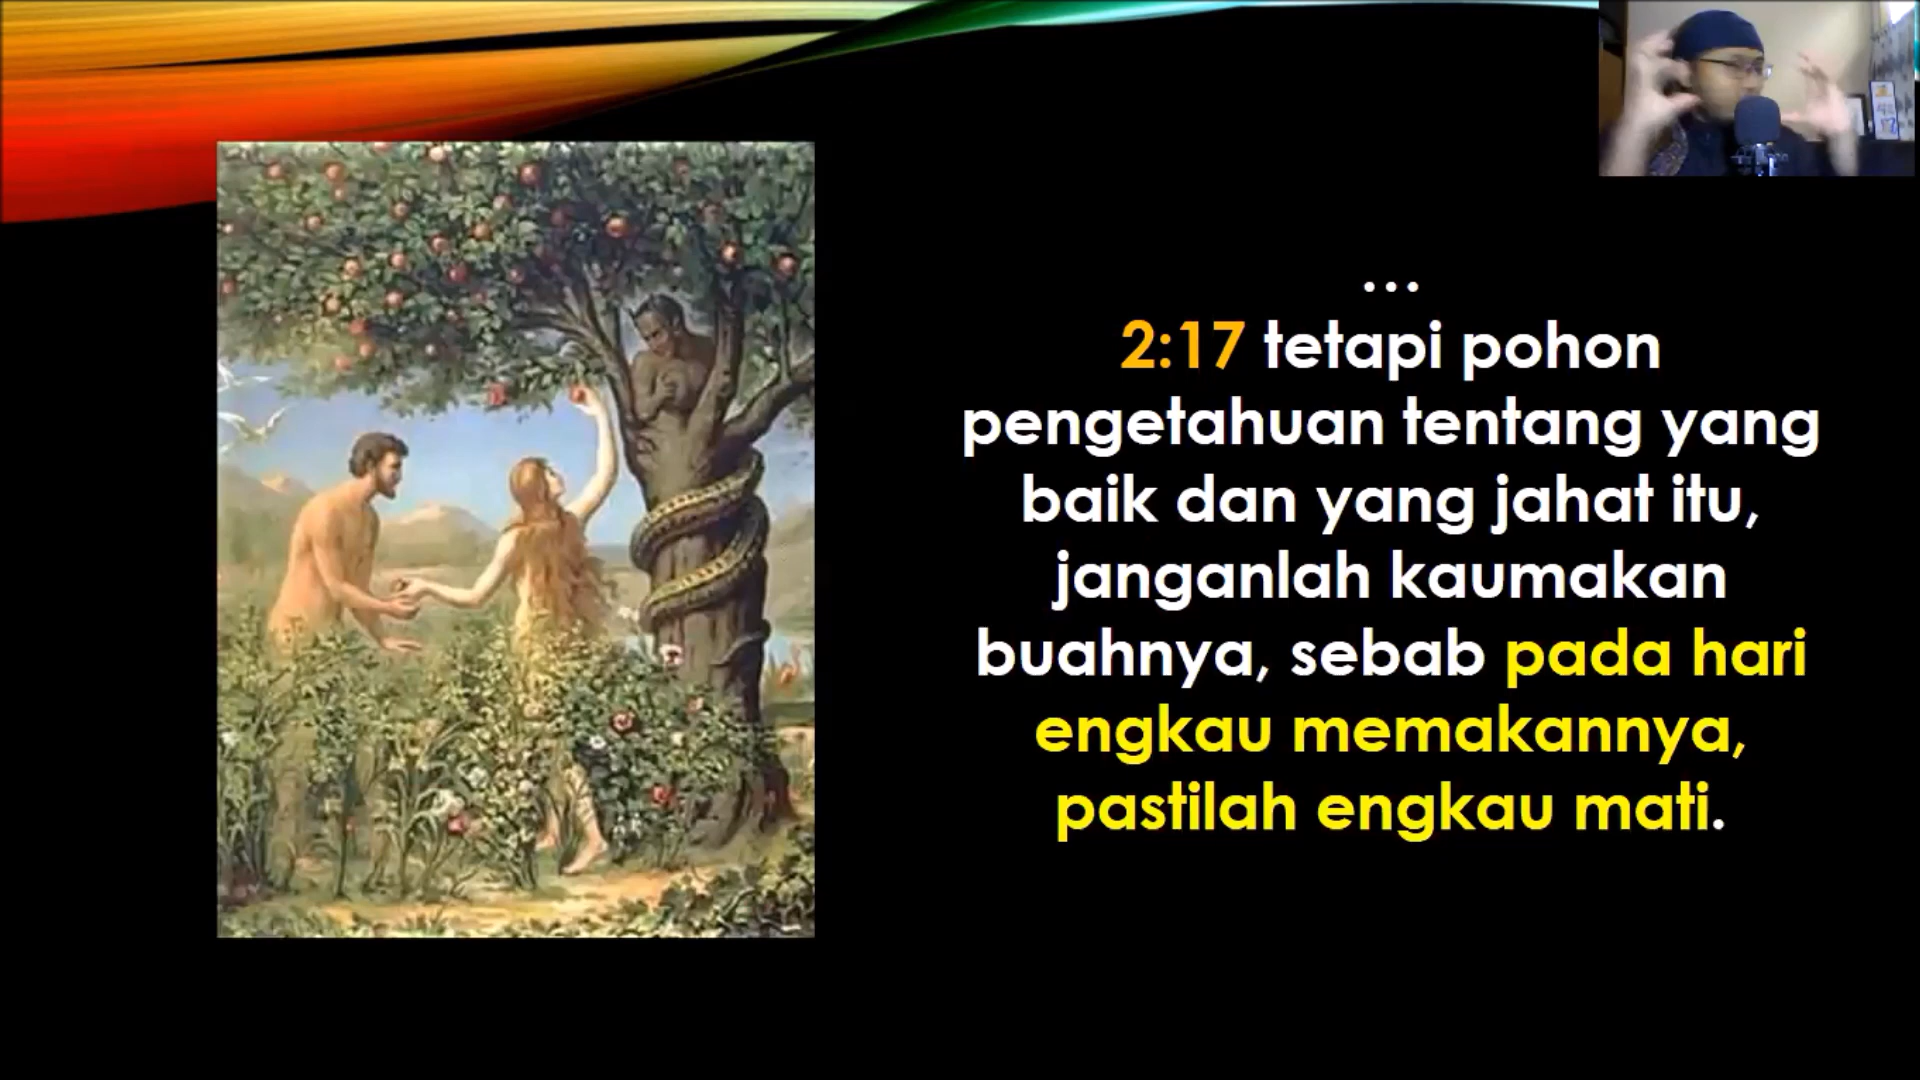 ...
2:17 tetapi pohon
pengetahuan tentang yang
baik dan yang jahat itu,
janganlah kaumakan
buahnya, sebab pada hari
engkau memakannya,
pastilah engkau mati.